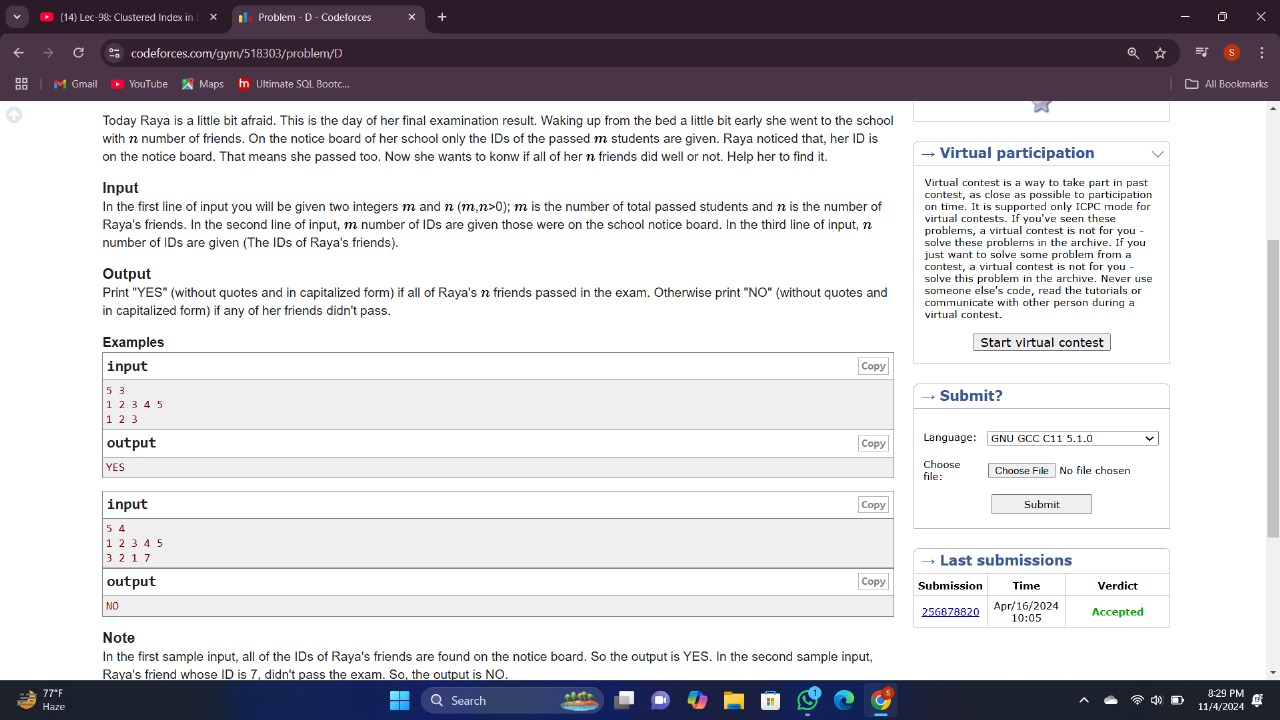 (14) Lec-98: Clustered Index in
Problem - D - Codeforces
codeforces.com/gym/518303/problem/D
S
Gmail
YouTube
Maps
hn
Ultimate SQL Bootc...
All Bookmarks
Today Raya is a little bit afraid. This is the day of her final examination result. Waking up from the bed a little bit early she went to the school
with n number of friends. On the notice board of her school only the IDs of the passed m students are given. Raya noticed that, her ID is
on the notice board. That means she passed too. Now she wants to konw if all of her n friends did well or not. Help her to find it.
Input
In the first line of input you will be given two integers m and n (m,n>0); m is the number of total passed students and n is the number of
Raya's friends. In the second line of input, m number of IDs are given those were on the school notice board. In the third line of input, n
number of IDs are given (The IDs of Raya's friends).
Output
Print "YES" (without quotes and in capitalized form) if all of Raya's n friends passed in the exam. Otherwise print "NO" (without quotes and
in capitalized form) if any of her friends didn't pass.
Examples
input
Copy
5 3
1 2 3 4 5
1 2 3
output
Copy
YES
input
Copy
5 4
1 2 3 4 5
3 2 1 7
output
Copy
NO
Note
In the first sample input, all of the IDs of Raya's friends are found on the notice board. So the output is YES. In the second sample input,
Raya's friend whose ID is 7, didn't pass the exam. So, the output is NO.
→ Virtual participation
Virtual contest is a way to take part in past
contest, as close as possible to participation
on time. It is supported only ICPC mode for
virtual contests. If you've seen these
problems, a virtual contest is not for you -
solve these problems in the archive. If you
just want to solve some problem from a
contest, a virtual contest is not for you -
solve this problem in the archive. Never use
someone else's code, read the tutorials or
communicate with other person during a
virtual contest.
Start virtual contest
→ Submit?
Language:
GNU GCC C11 5.1.0
Choose
file:
Choose File No file chosen
Submit
→ Last submissions
Submission Time Verdict
256878820
Apr/16/2024
10:05
Accepted
77°F
Haze
Search
1
S
8:29 PM
11/4/2024